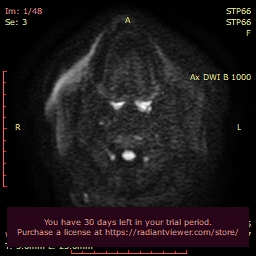 Im: 1/48
Se: 3
A
STP66
STP66
F
Ax DWI B 1000
R
L
You have 30 days left in your trial period.
Purchase a license at https://radiantviewer.com/store/